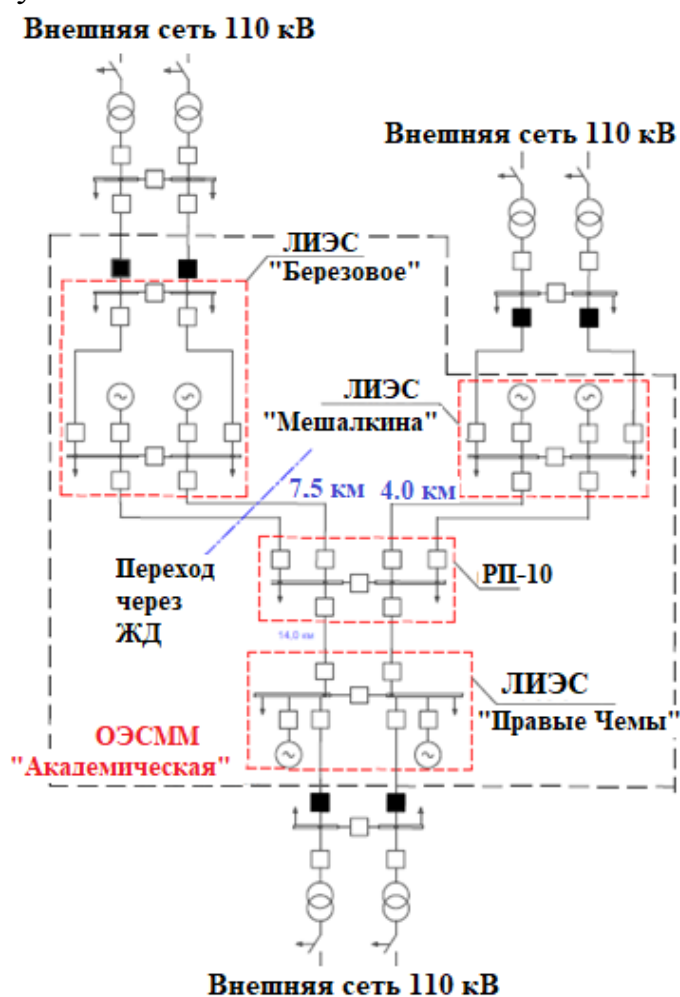 Внешняя сеть 110 кВ
Внешняя сеть 110 кВ
ЛИЭС
"Березовое"
ЛИЭС
"Мешалкина"
7.5 км 4.0 км
Переход
через
ЖД
РП-10
14,0 км
ЛИЭС
"Правые Чемы"
ОЭСММ
"Академическая"
Внешняя сеть 110 кВ